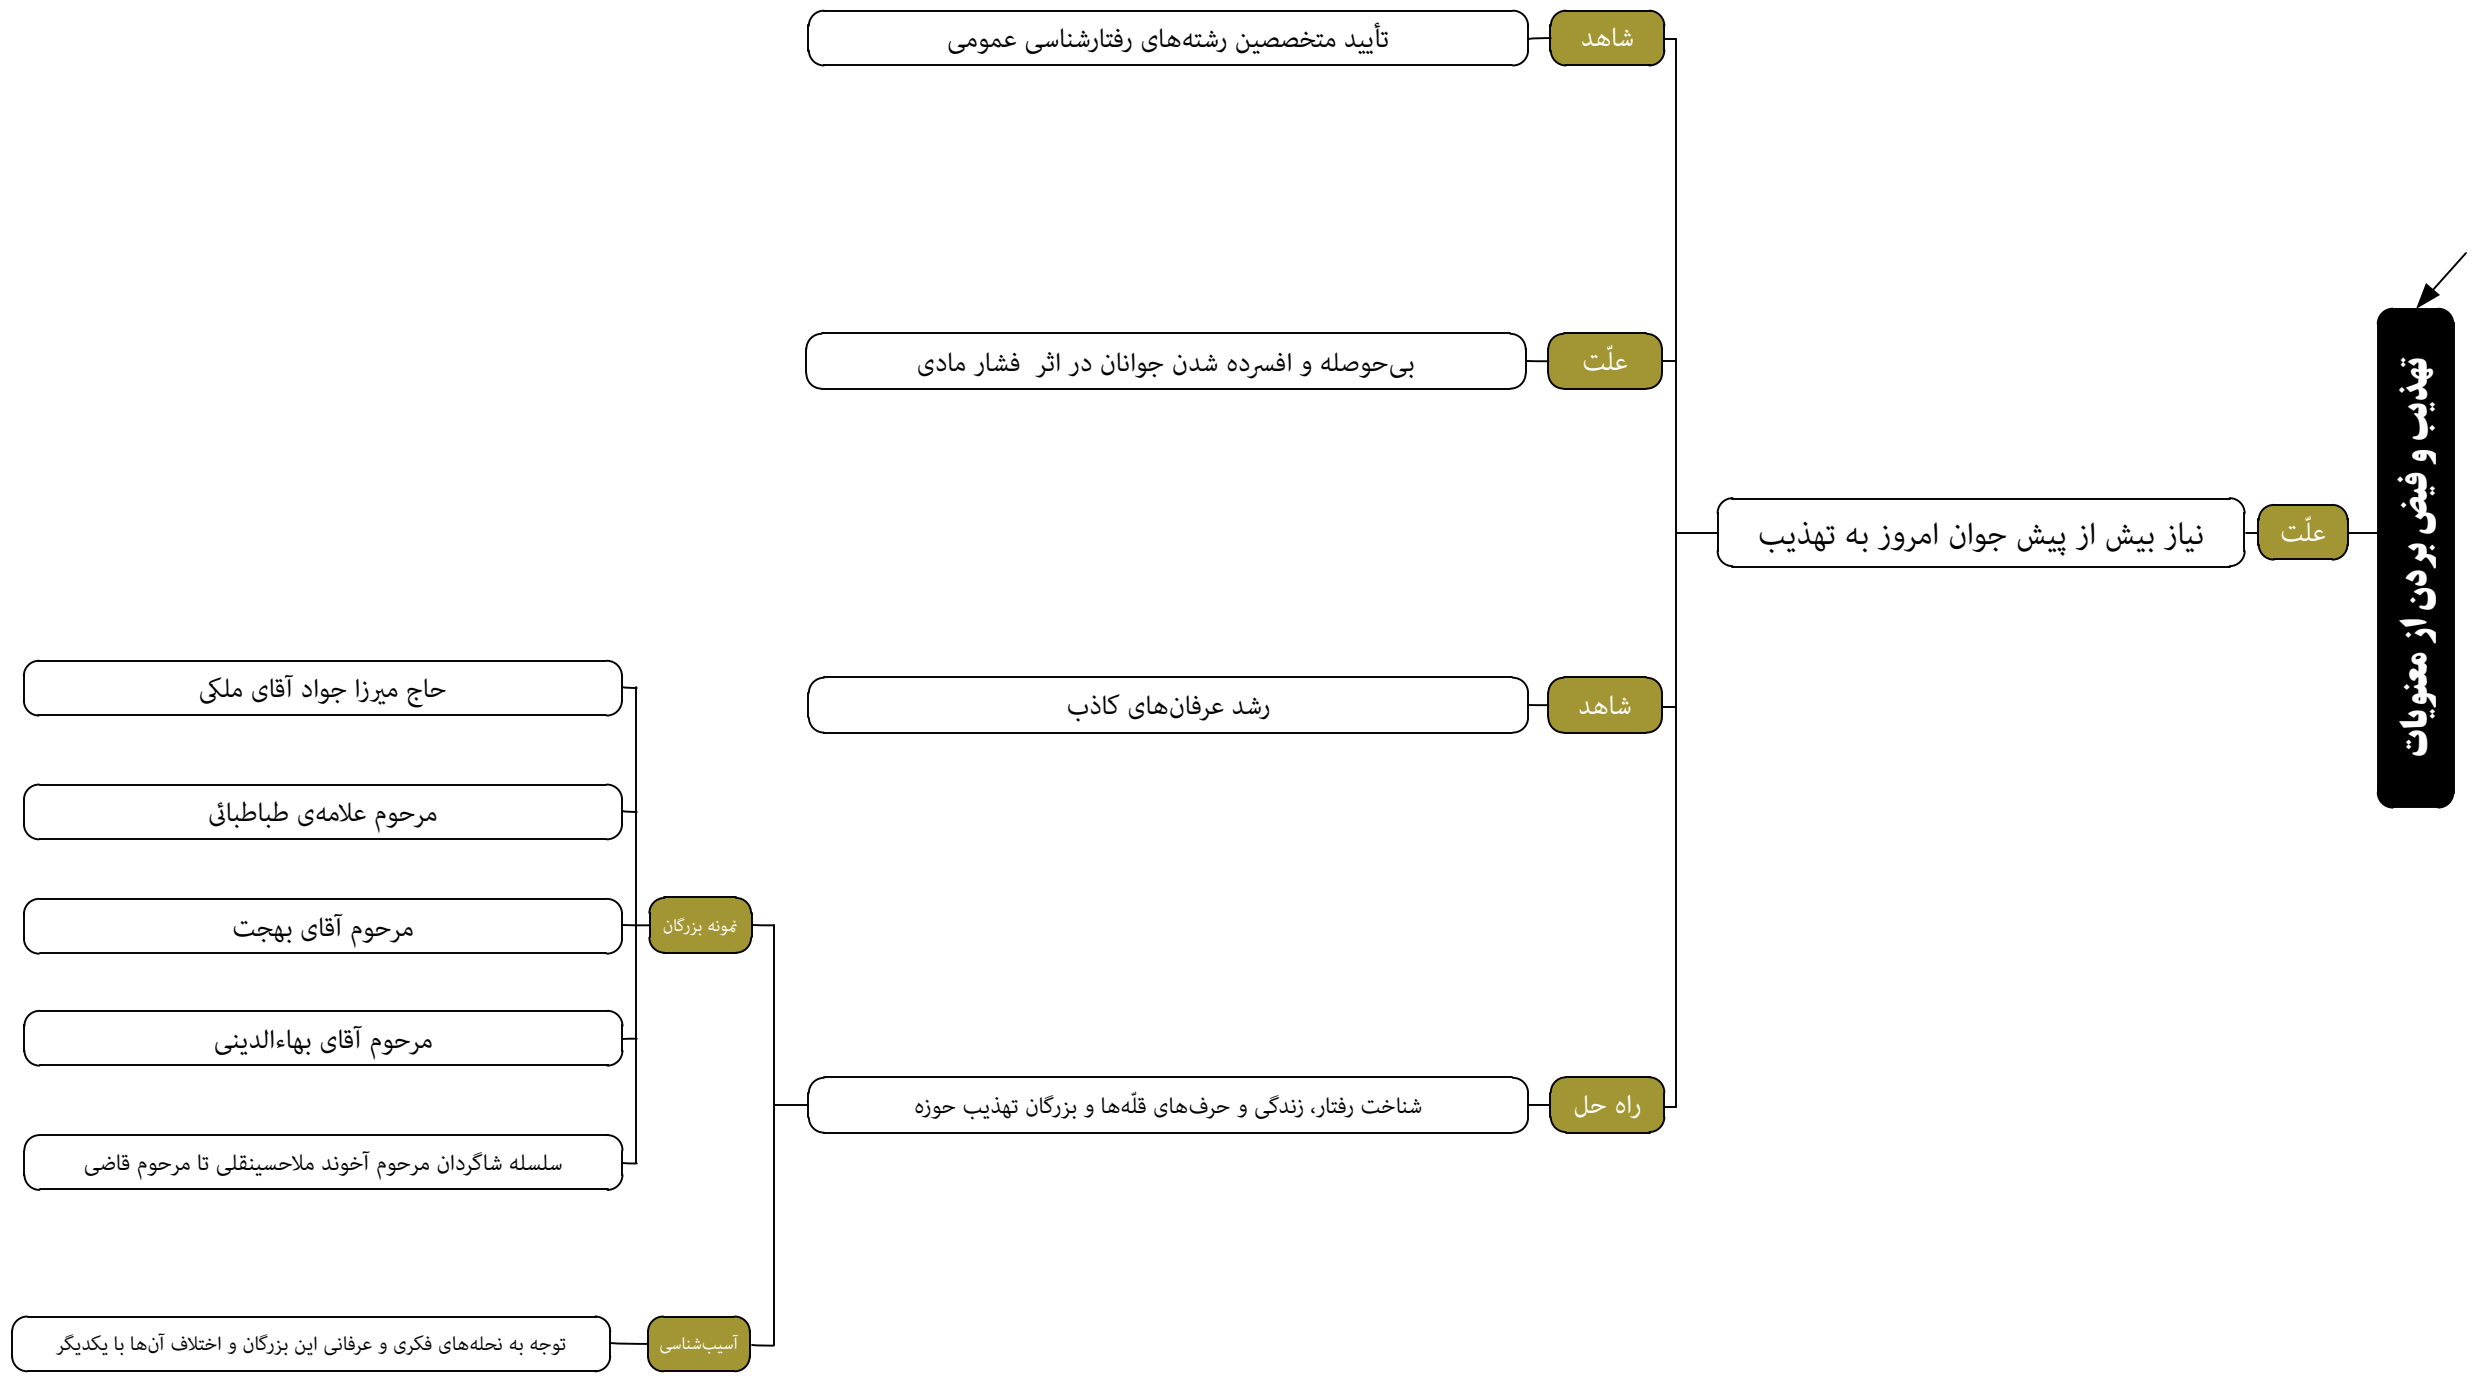 تهذیب و فیض بردن از معنویات
علّت
نیاز بیش از پیش جوان امروز به تهذیب
شاهد
تأیید متخصصین رشته‌های رفتارشناسی عمومی
علّت
بی‌حوصله و افسرده شدن جوانان در اثر فشار مادی
شاهد
رشد عرفان‌های کاذب
راه حل
شناخت رفتار، زندگی و حرف‌های قلّه‌ها و بزرگان تهذیب حوزه
نمونه بزرگان
حاج میرزا جواد آقای ملکی
مرحوم علامه‌ی طباطبائی
مرحوم آقای بهجت
مرحوم آقای بهاءالدینی
سلسله شاگردان مرحوم آخوند ملاحسینقلی تا مرحوم قاضی
آسیب‌شناسی
توجه به نحله‌های فکری و عرفانی این بزرگان و اختلاف آن‌ها با یکدیگر